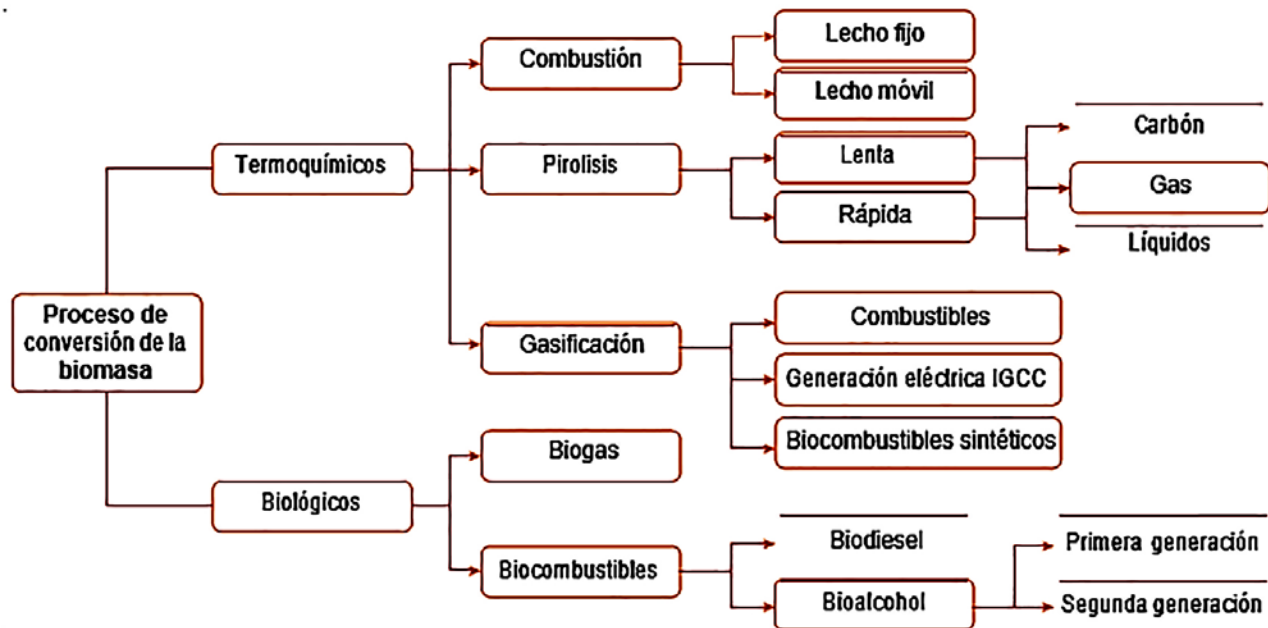 Proceso de
conversión de la
biomasa
Termoquímicos
Combustión
Lecho fijo
Lecho móvil
Pirolisis
Lenta
Rápida
Carbón
Gas
Líquidos
Gasificación
Combustibles
Generación eléctrica IGCC
Biocombustibles sintéticos
Biológicos
Biogas
Biocombustibles
Biodiesel
Bioalcohol
Primera generación
Segunda generación